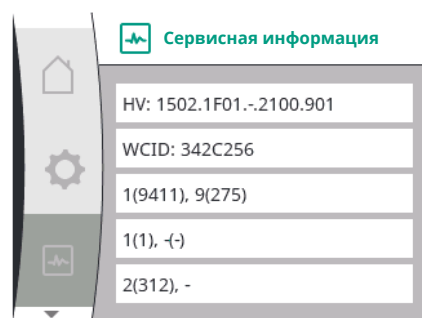 Сервисная информация
HV: 1502.1F01.-.2100.901
WCID: 342C256
1(9411), 9(275)
1(1), -(-)
2(312), -